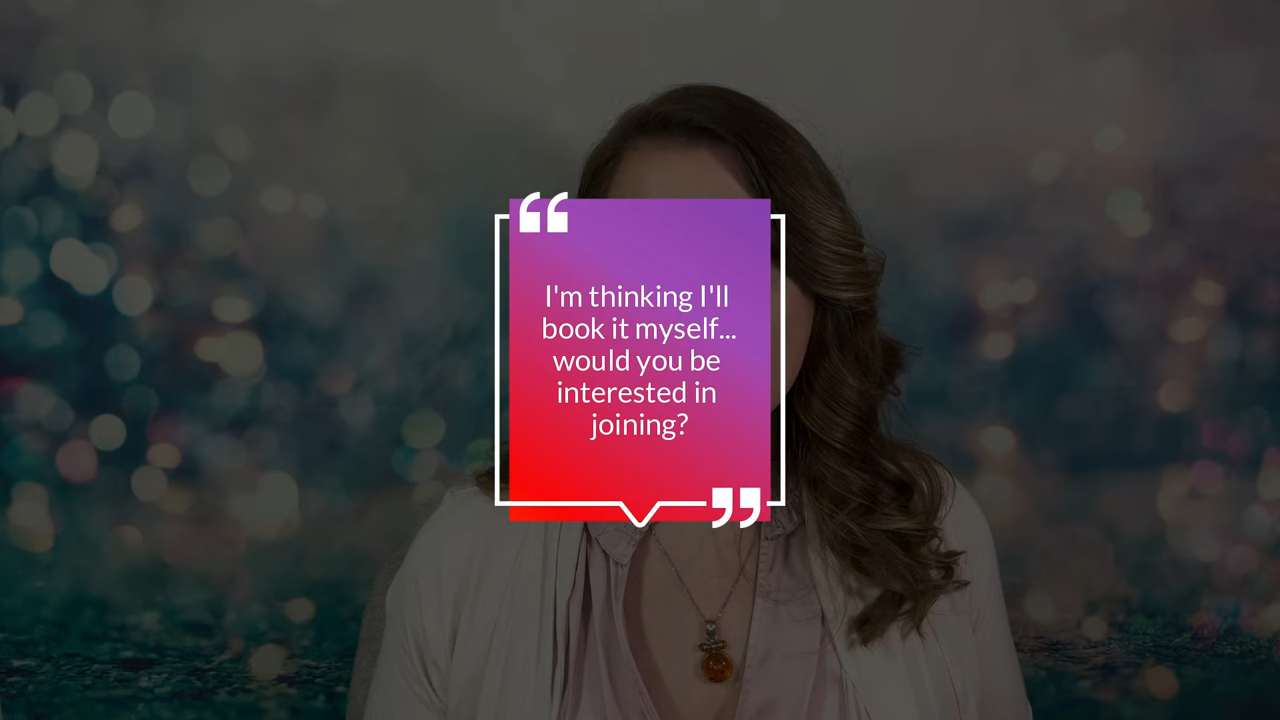 I'm thinking I'll
book it myself...
would you be
interested in
joining?